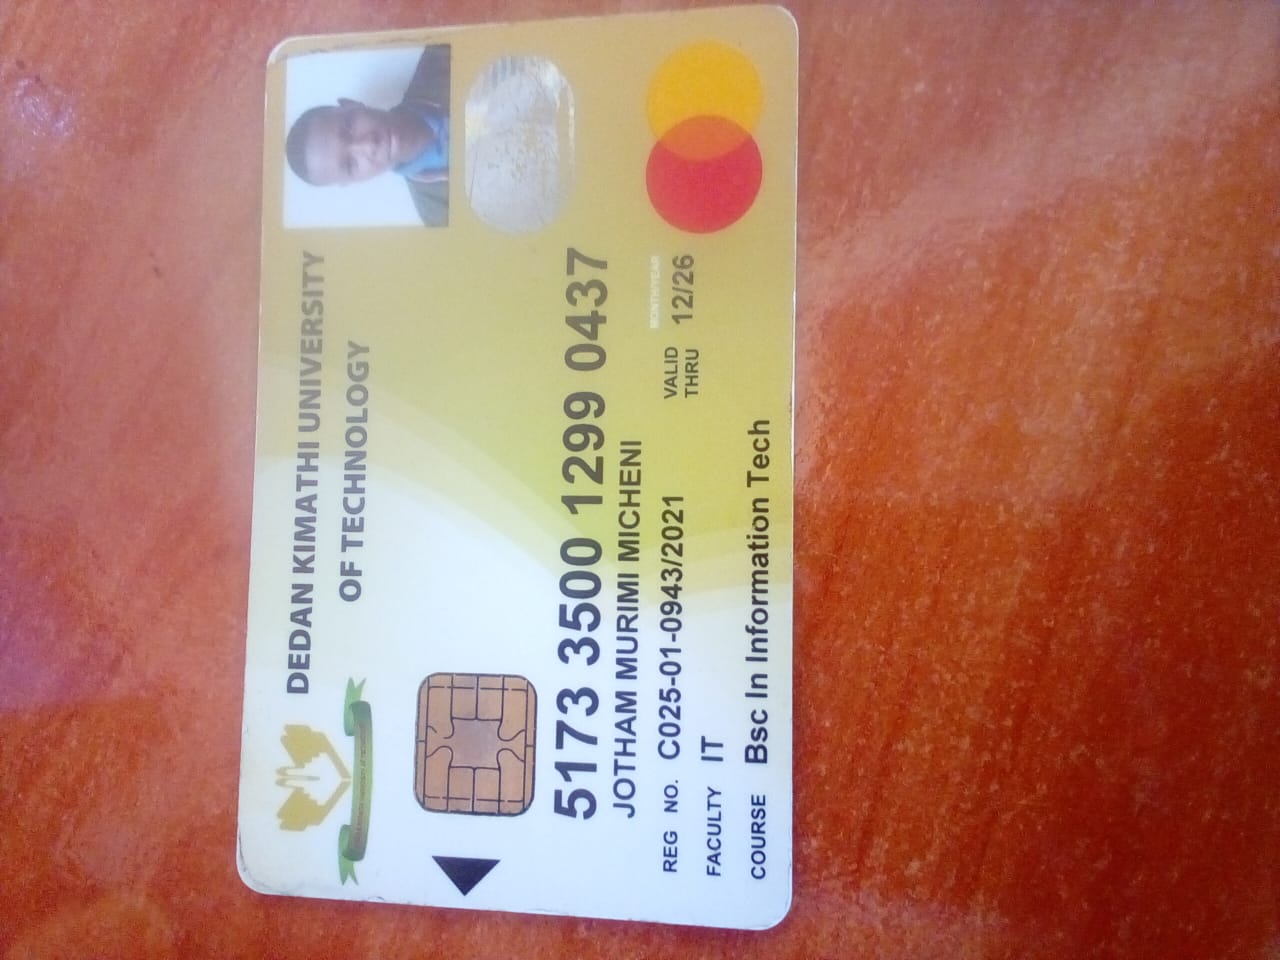 DEDAN KIMATHI UNIVERSITY
OF TECHNOLOGY
5173 3500 1299 0437
JOTHAM MURIMI MICHENI
MONTH/YEAR
REG NO. C025-01-0943/2021
VALID THRU 12/26
FACULTY IT
COURSE Bsc In Information Tech